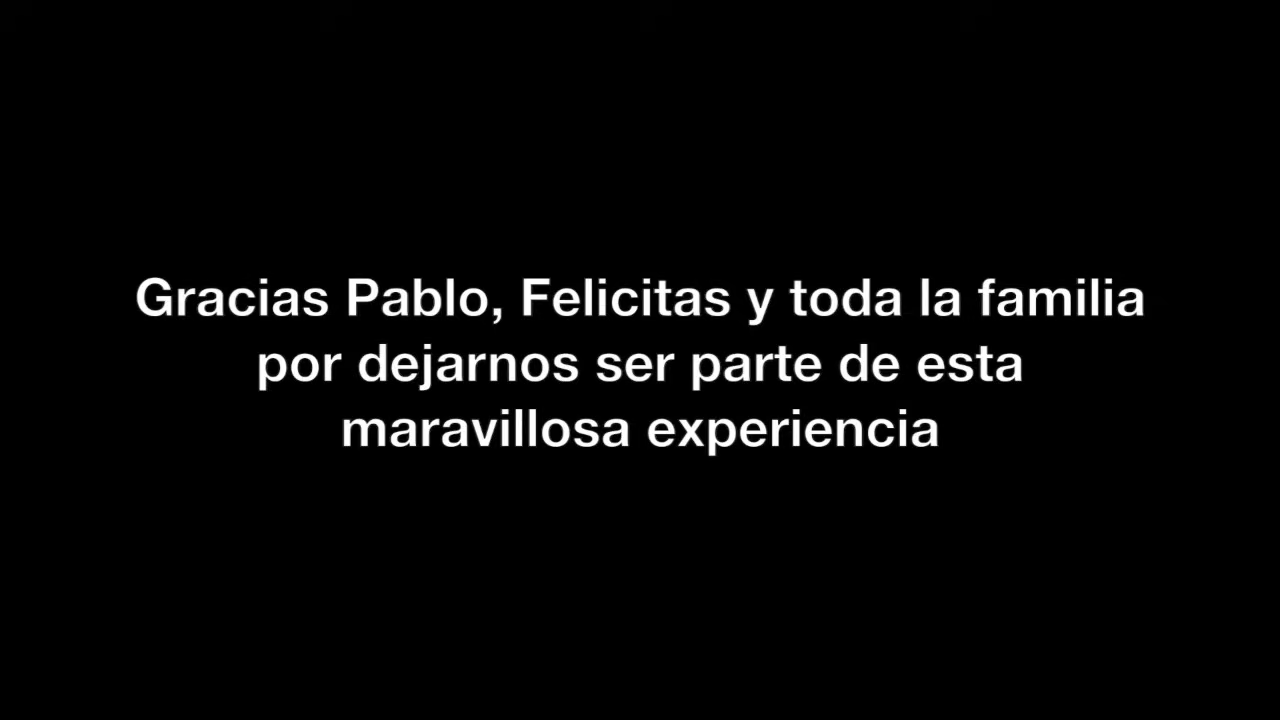 Gracias Pablo, Felicitas y toda la familia
por dejarnos ser parte de esta
maravillosa experiencia